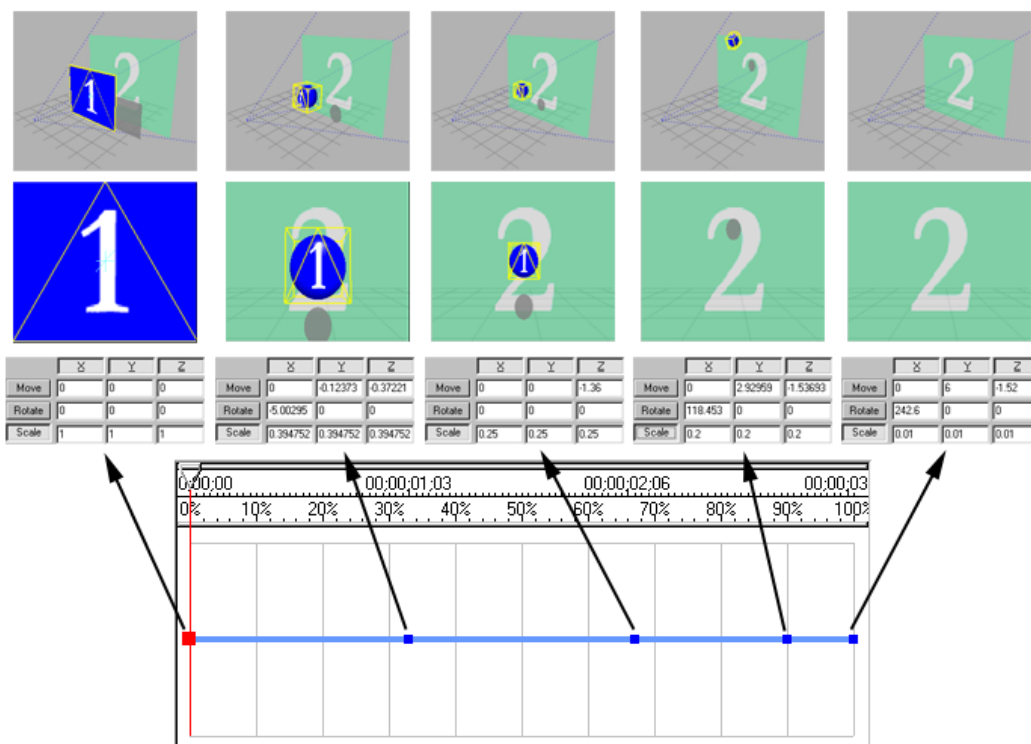 2 2 2 2 2
1 1
1 1 1
2 2 2 2
X Y Z X Y Z X Y Z X Y Z X Y Z
Move 0 0 0 Move 0 -0.12373 -0.37221 Move 0 0 -1.36 Move 0 2.92959 -1.53693 Move 0 6 -1.52
Rotate 0 0 0 Rotate -5.00295 0 0 Rotate 0 0 0 Rotate 118.453 0 0 Rotate 242.6 0 0
Scale 1 1 1 Scale 0.394752 0.394752 0.394752 Scale 0.25 0.25 0.25 Scale 0.2 0.2 0.2 Scale 0.01 0.01 0.01
0;00;00 00;00;01;03 00;00;02;06 00;00;03
0% 10% 20% 30% 40% 50% 60% 70% 80% 90% 100%